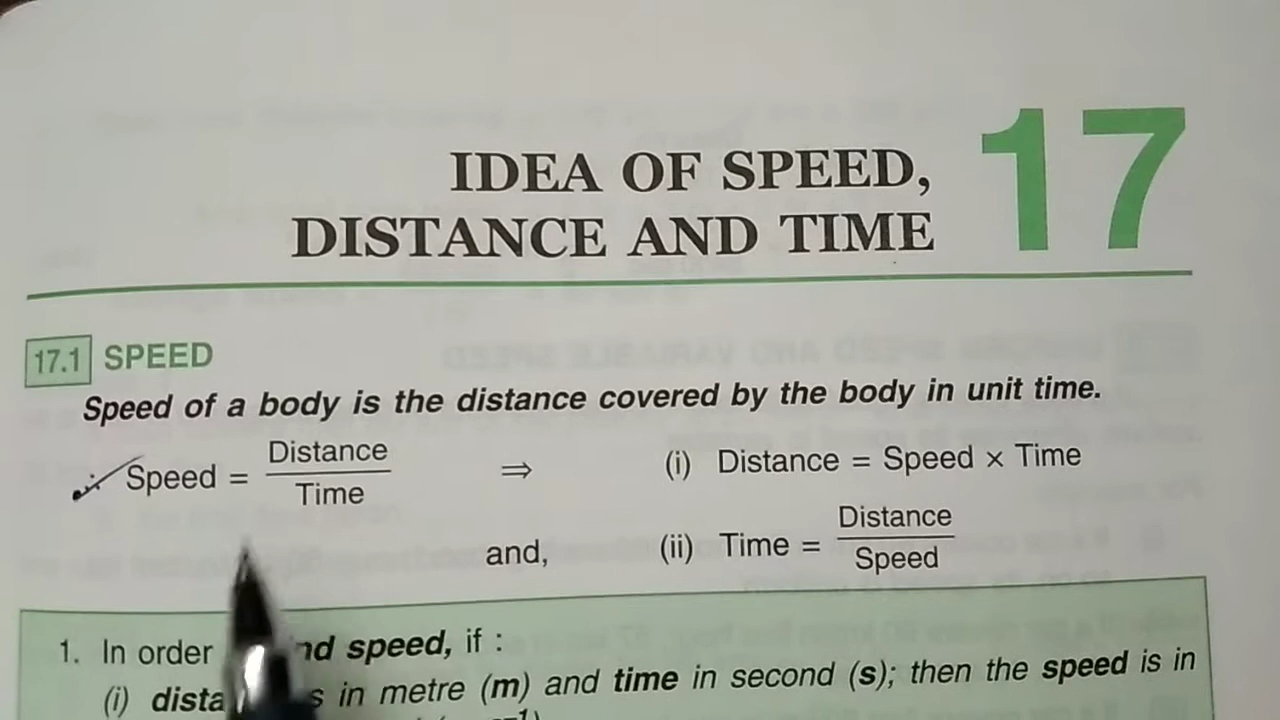 IDEA OF SPEED,
DISTANCE AND TIME
17
17.1 SPEED
Speed of a body is the distance covered by the body in unit time.
∴ Speed = Distance / Time ⇒ (i) Distance = Speed × Time
and, (ii) Time = Distance / Speed
1. In order nd speed, if :
(i) dista s in metre (m) and time in second (s); then the speed is in